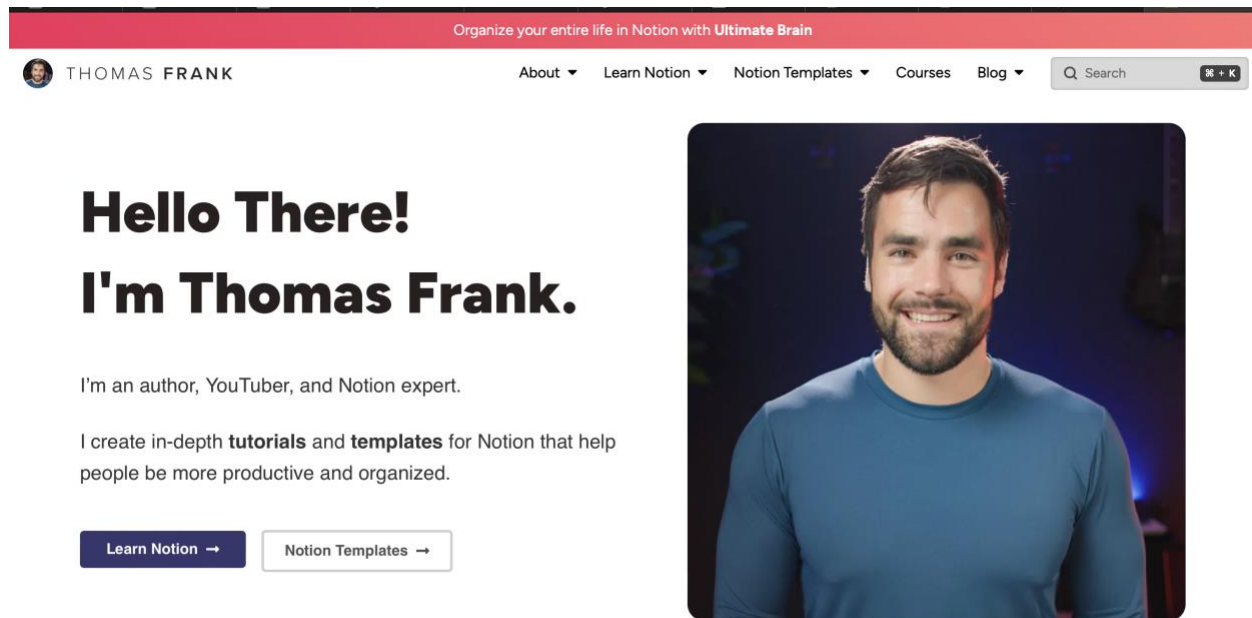 Organize your entire life in Notion with Ultimate Brain
THOMAS FRANK
About
Learn Notion
Notion Templates
Courses
Blog
Search
⌘ + K
Hello There!
I'm Thomas Frank.
I'm an author, YouTuber, and Notion expert.
I create in-depth tutorials and templates for Notion that help
people be more productive and organized.
Learn Notion →
Notion Templates →